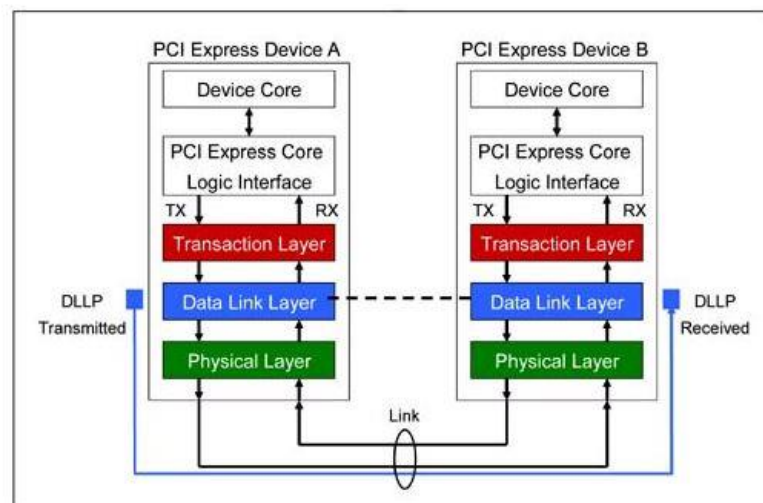 PCI Express Device A
PCI Express Device B
Device Core
Device Core
PCI Express Core
Logic Interface
PCI Express Core
Logic Interface
TX
RX
TX
RX
Transaction Layer
Transaction Layer
DLLP
Transmitted
Data Link Layer
Data Link Layer
DLLP
Received
Physical Layer
Physical Layer
Link